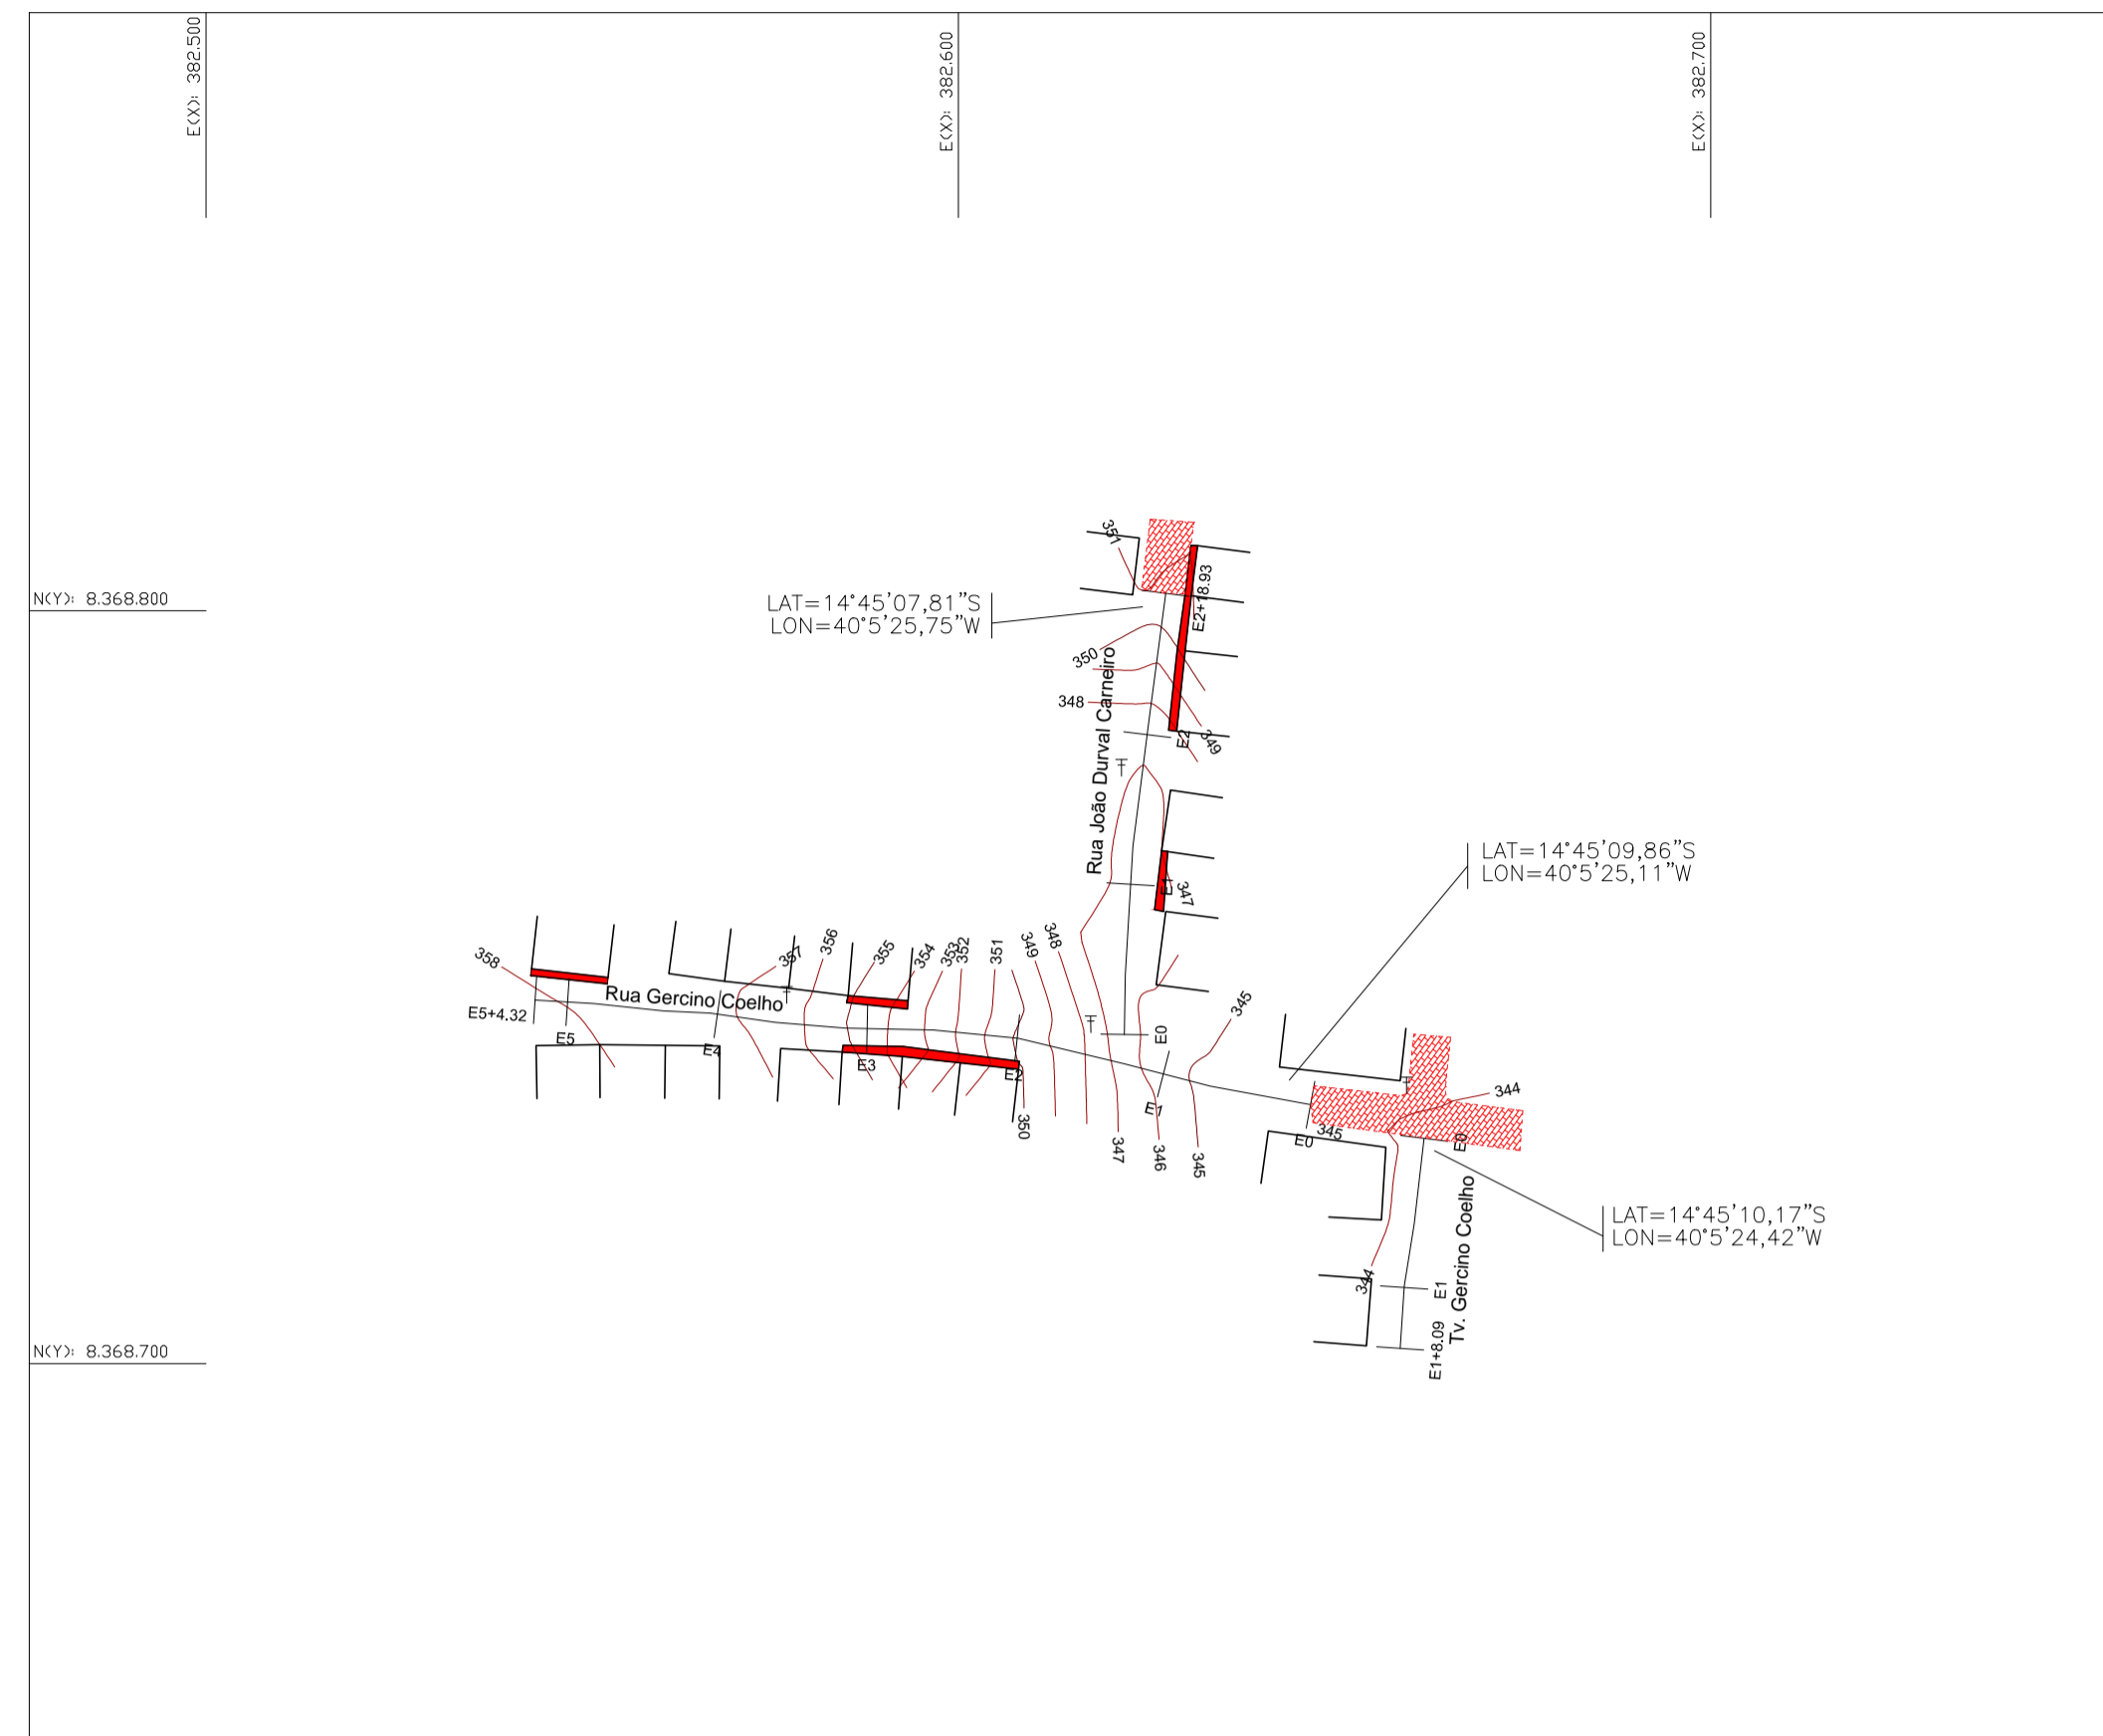 E(X): 382.500
E(X): 382.600
E(X): 382.700
N(Y): 8.368.800
N(Y): 8.368.700
351
LAT=14°45'07,81"S
LON=40°5'25,75"W
E2+18.93
350
348
349
E2
Rua João Durval Carneiro
E1
347
E0
LAT=14°45'09,86"S
LON=40°5'25,11"W
358
357
356
355
354
353
352
351
349
348
345
Rua Gercino Coelho
E5+4.32
E5
E4
E3
E2
E1
E0
350
347
346
345
345
344
E0
LAT=14°45'10,17"S
LON=40°5'24,42"W
Tv. Gercino Coelho
344
E1
E1+8.09